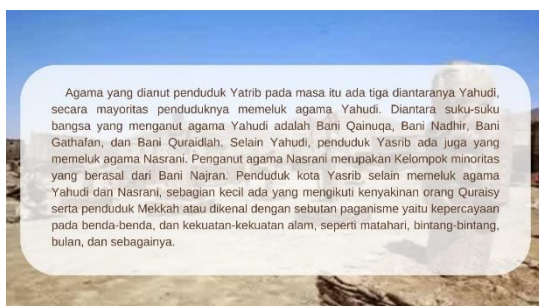 Agama yang dianut penduduk Yatrib pada masa itu ada tiga diantaranya Yahudi,
secara mayoritas penduduknya memeluk agama Yahudi. Diantara suku-suku
bangsa yang menganut agama Yahudi adalah Bani Qainuqa, Bani Nadhir, Bani
Gathafan, dan Bani Quraidlah. Selain Yahudi, penduduk Yasrib ada juga yang
memeluk agama Nasrani. Penganut agama Nasrani merupakan Kelompok minoritas
yang berasal dari Bani Najran. Penduduk kota Yasrib selain memeluk agama
Yahudi dan Nasrani, sebagian kecil ada yang mengikuti kenyakinan orang Quraisy
serta penduduk Mekkah atau dikenal dengan sebutan paganisme yaitu kepercayaan
pada benda-benda, dan kekuatan-kekuatan alam, seperti matahari, bintang-bintang,
bulan, dan sebagainya.